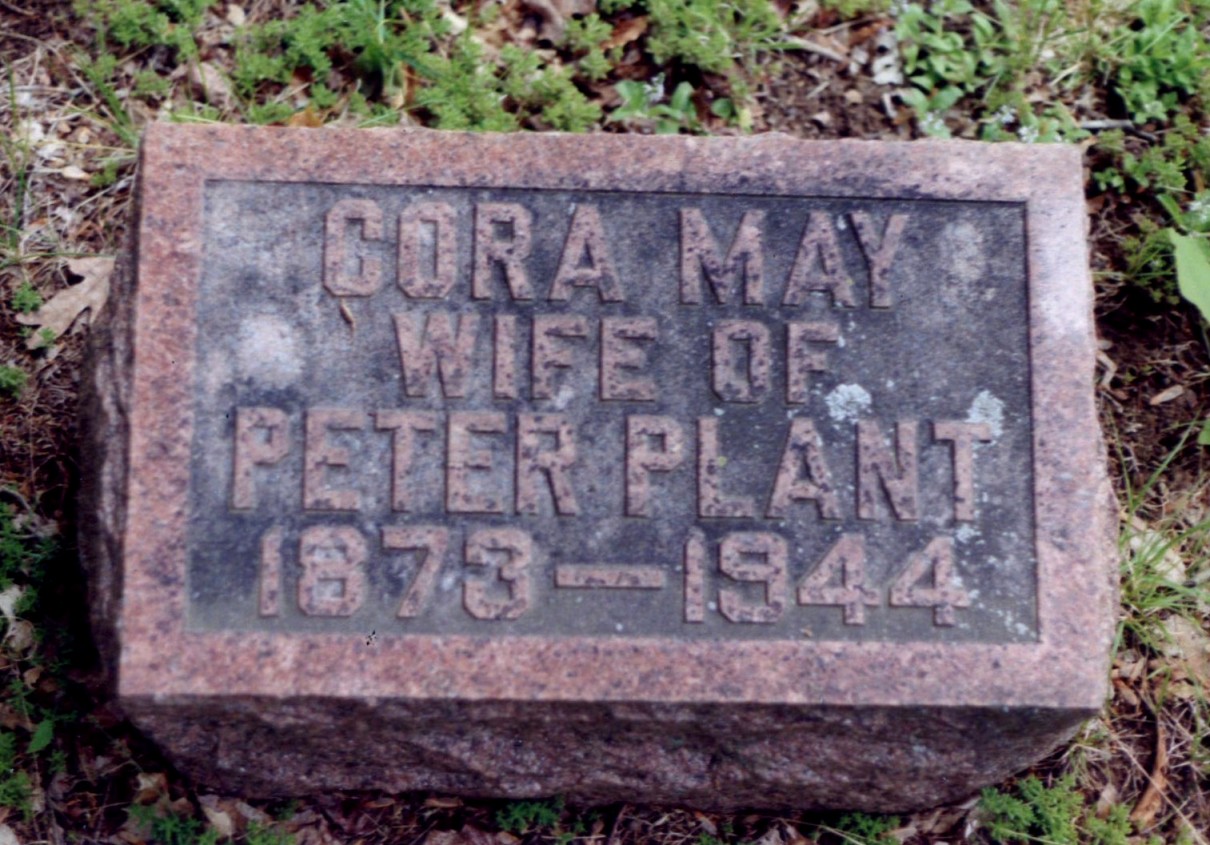 CORA MAY
WIFE OF
PETER PLANT
1873—1944